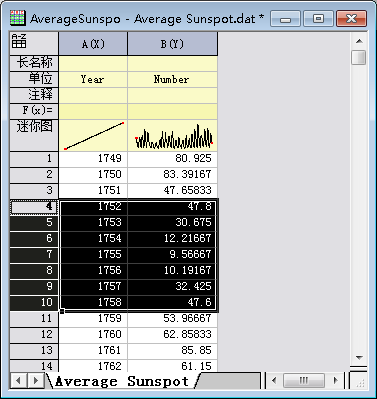 AverageSunspo - Average Sunspot.dat *
A(X) B(Y)
长名称
单位 Year Number
注释
F(x)=
迷你图
1 1749 80.925
2 1750 83.39167
3 1751 47.65833
4 1752 47.8
5 1753 30.675
6 1754 12.21667
7 1755 9.56667
8 1756 10.19167
9 1757 32.425
10 1758 47.6
11 1759 53.96667
12 1760 62.85833
13 1761 85.85
14 1762 61.15
Average Sunspot